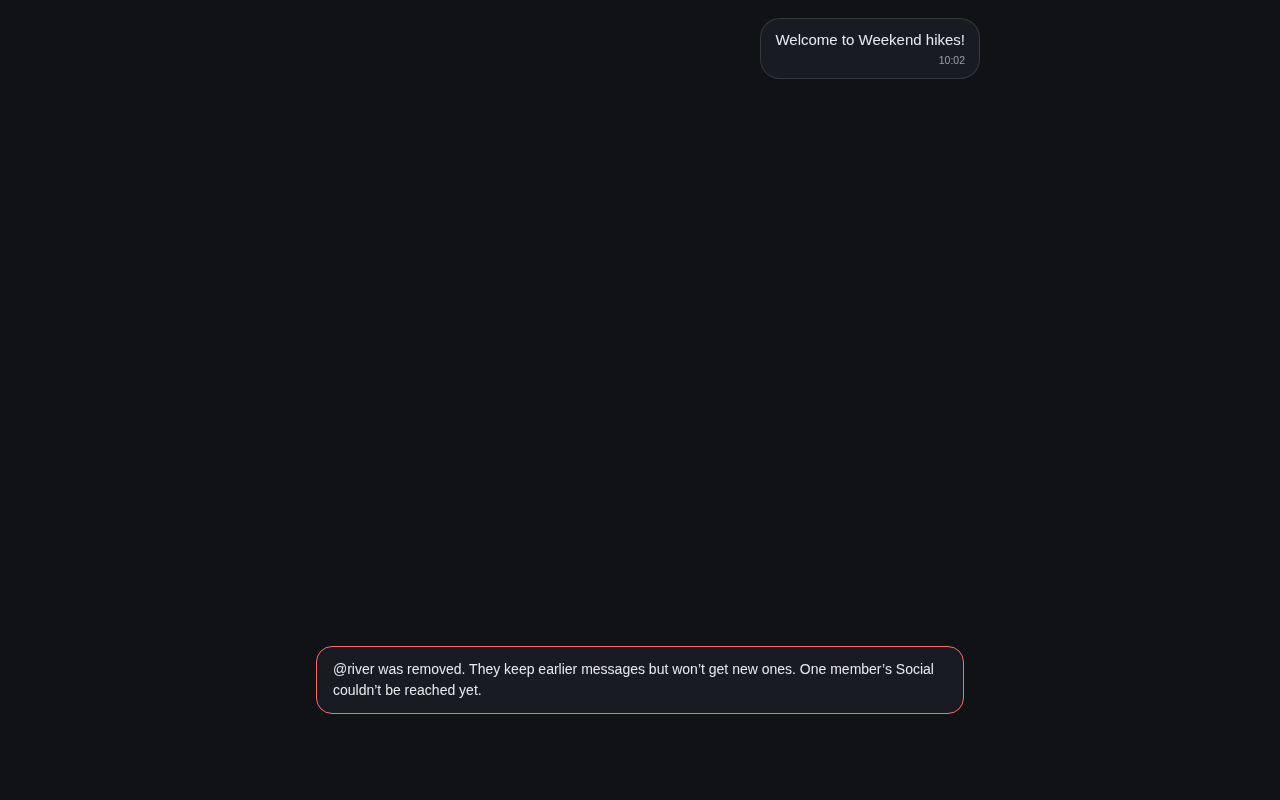 Welcome to Weekend hikes!
10:02
@river was removed. They keep earlier messages but won’t get new ones. One member’s Social
couldn’t be reached yet.